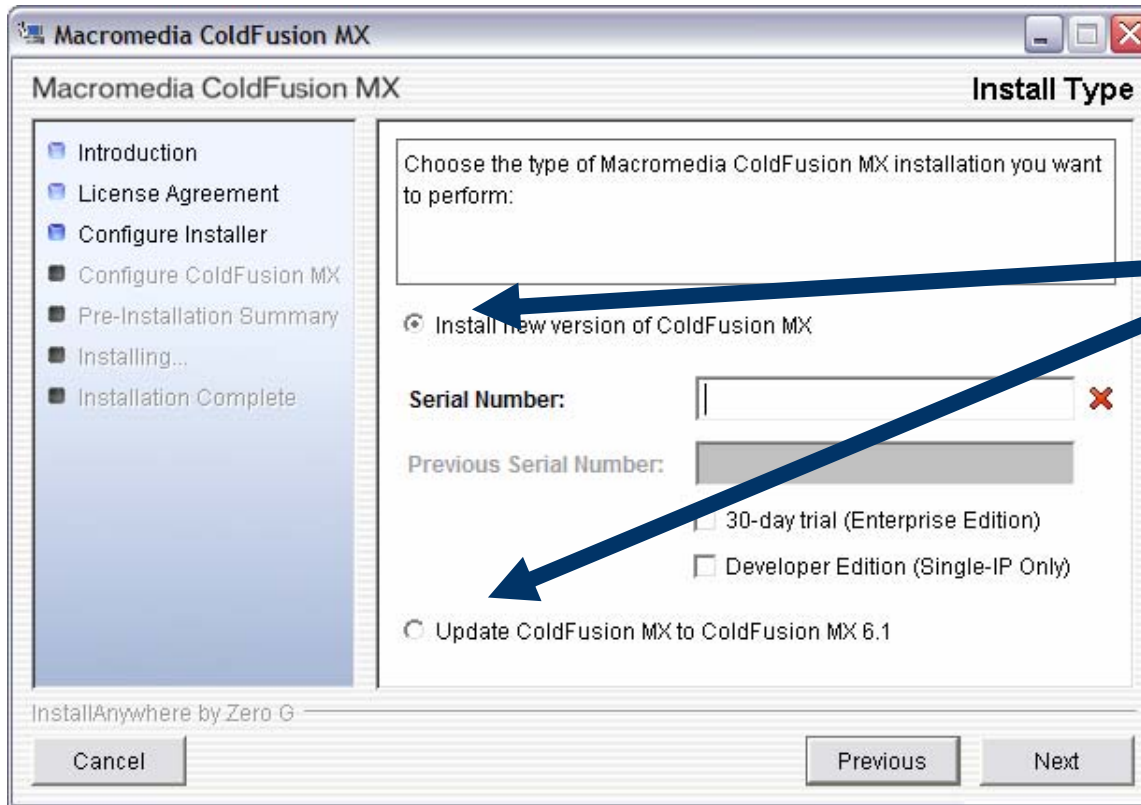 Macromedia ColdFusion MX
Macromedia ColdFusion MX
Install Type
Introduction
License Agreement
Configure Installer
Configure ColdFusion MX
Pre-Installation Summary
Installing...
Installation Complete
Choose the type of Macromedia ColdFusion MX installation you want
to perform:
Install new version of ColdFusion MX
Serial Number:
Previous Serial Number:
30-day trial (Enterprise Edition)
Developer Edition (Single-IP Only)
Update ColdFusion MX to ColdFusion MX 6.1
InstallAnywhere by Zero G
Cancel
Previous
Next